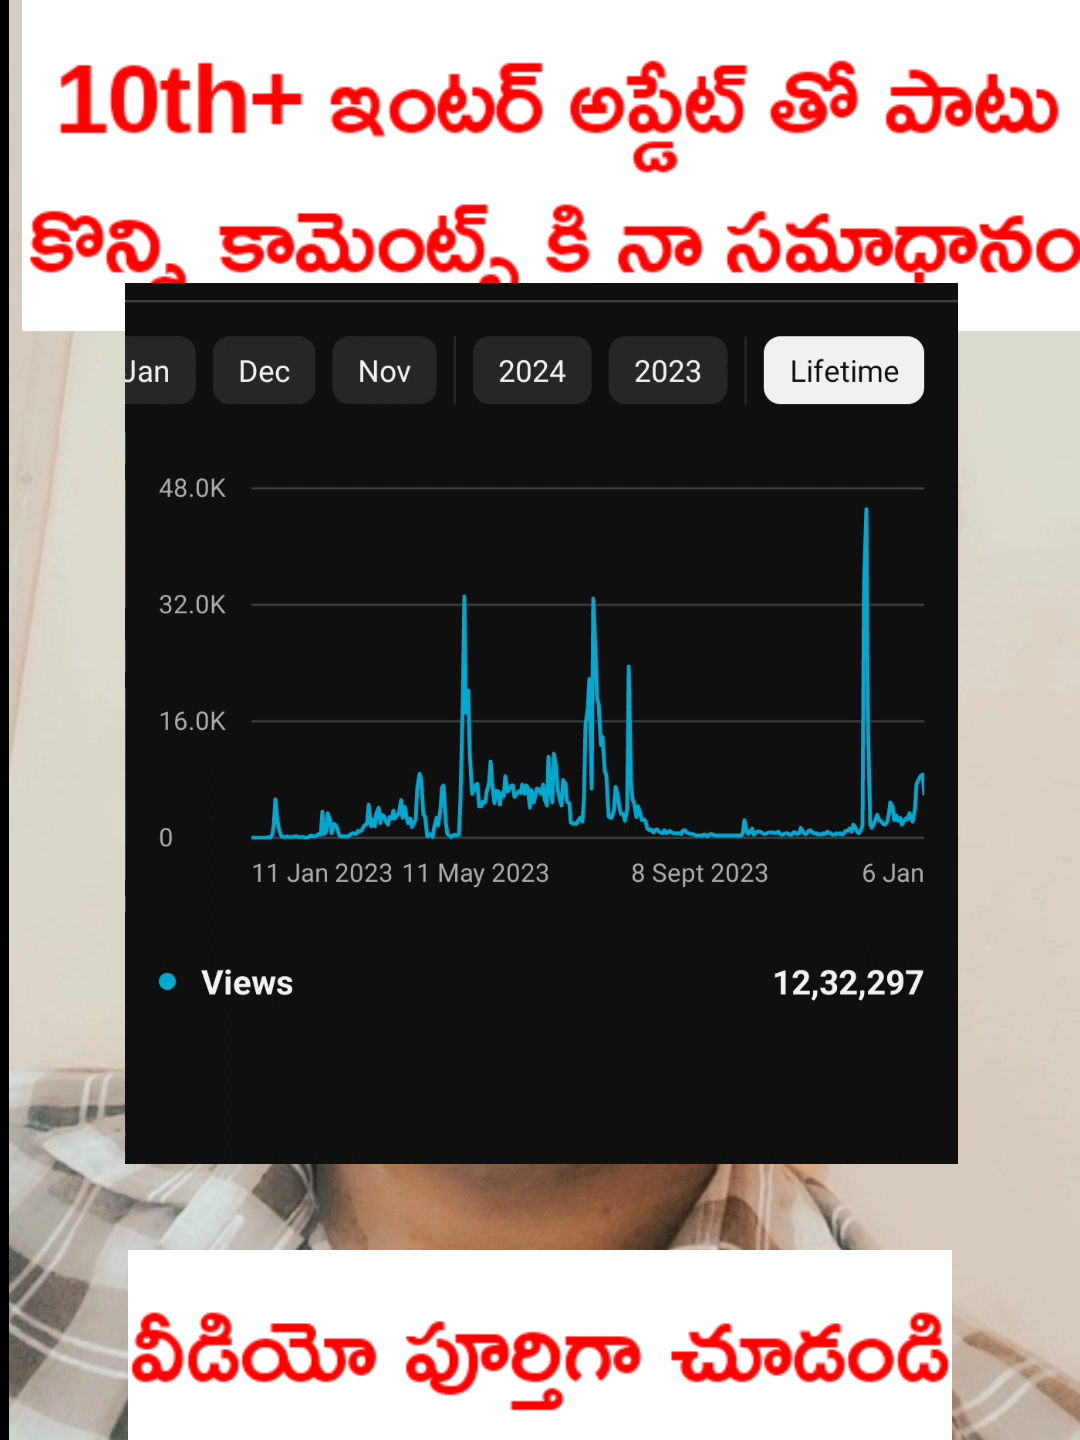 10th+ ఇంటర్ అప్డేట్ తో పాటు
కొన్ని కామెంట్స్ కి నా సమాధానం
Jan Dec Nov 2024 2023 Lifetime
48.0K
32.0K
16.0K
0
11 Jan 2023 11 May 2023 8 Sept 2023 6 Jan
Views 12,32,297
వీడియో పూర్తిగా చూడండి